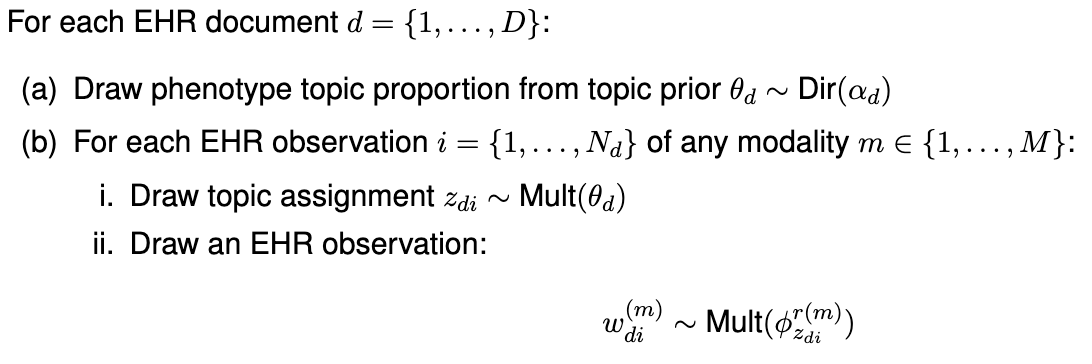 For each EHR document $d = \{1, \ldots, D\}$:
(a) Draw phenotype topic proportion from topic prior $\theta_d \sim \text{Dir}(\alpha_d)$
(b) For each EHR observation $i = \{1, \ldots, N_d\}$ of any modality $m \in \{1, \ldots, M\}$:
i. Draw topic assignment $z_{di} \sim \text{Mult}(\theta_d)$
ii. Draw an EHR observation:
$w_{di}^{(m)} \sim \text{Mult}(\phi_{z_{di}}^{r(m)})$